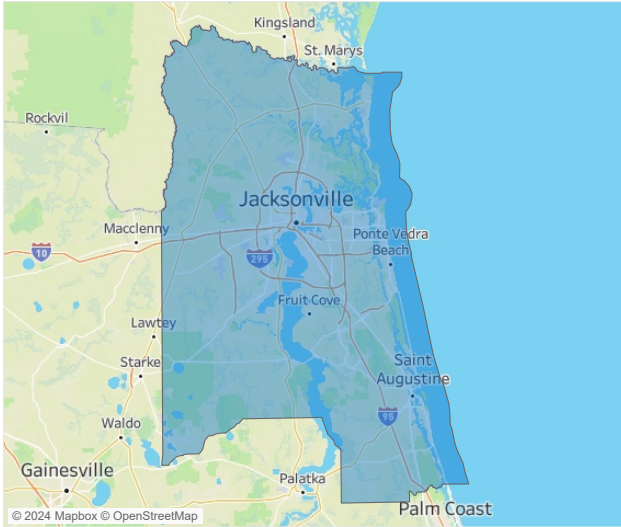 Kingsland
St. Marys
Rockvil
Jacksonville
Macclenny
Ponte Vedra
Beach
10
295
Fruit Cove
Lawtey
Starke
Saint
Augustine
95
Waldo
Gainesville
Palatka
Palm Coast
© 2024 Mapbox © OpenStreetMap